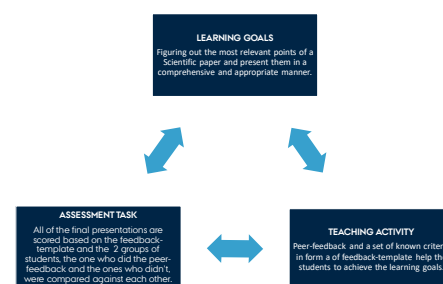 LEARNING GOALS
Figuring out the most relevant points of a
Scientific paper and present them in a
comprehensive and appropriate manner.
ASSESSMENT TASK
All of the final presentations are
scored based on the feedback-
template and the 2 groups of
students, the one who did the peer-
feedback and the ones who didn't,
were compared against each other.
TEACHING ACTIVITY
Peer-feedback and a set of known
in form a of feedback-template help
students to achieve the learning goals.